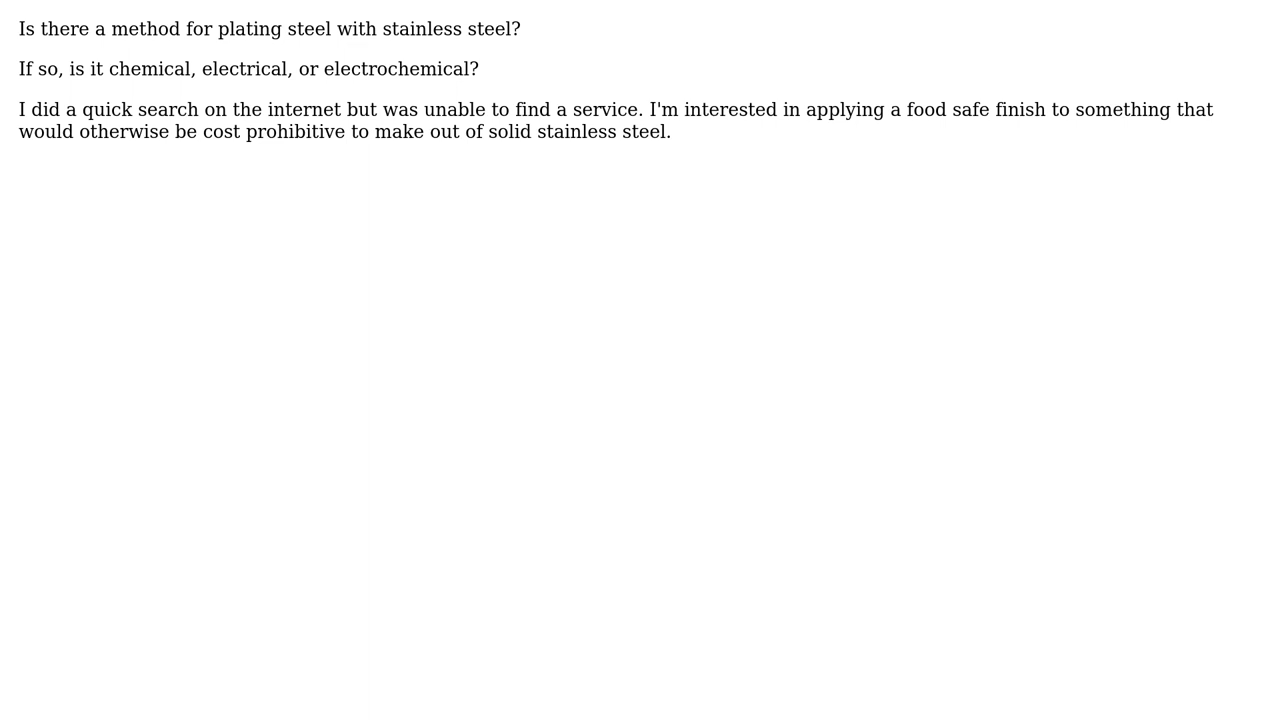 Is there a method for plating steel with stainless steel?
If so, is it chemical, electrical, or electrochemical?
I did a quick search on the internet but was unable to find a service. I'm interested in applying a food safe finish to something that
would otherwise be cost prohibitive to make out of solid stainless steel.